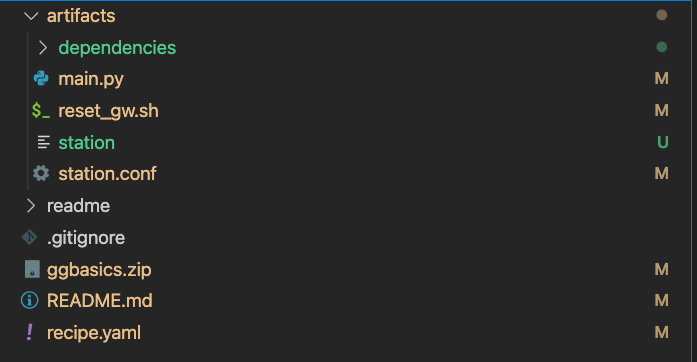 artifacts
dependencies
main.py M
$_ reset_gw.sh M
station U
station.conf M
readme
.gitignore
ggbasics.zip M
README.md M
! recipe.yaml M